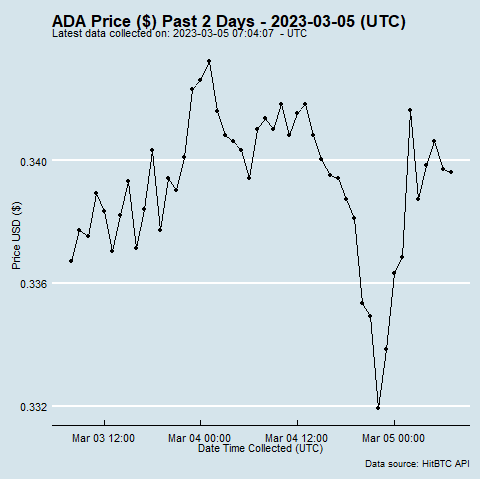 ADA Price ($) Past 2 Days - 2023-03-05 (UTC)
Latest data collected on: 2023-03-05 07:04:07  - UTC
0.340
0.336
0.332
Price USD ($)
Mar 03 12:00
Mar 04 00:00
Mar 04 12:00
Mar 05 00:00
Date Time Collected (UTC)
Data source: HitBTC API